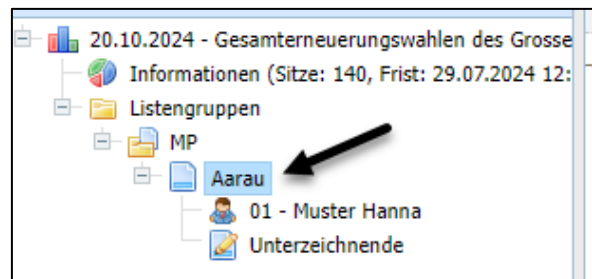 20.10.2024 - Gesamterneuerungswahlen des Grosse
Informationen (Sitze: 140, Frist: 29.07.2024 12:
Listengruppen
MP
Aarau
01 - Muster Hanna
Unterzeichnende